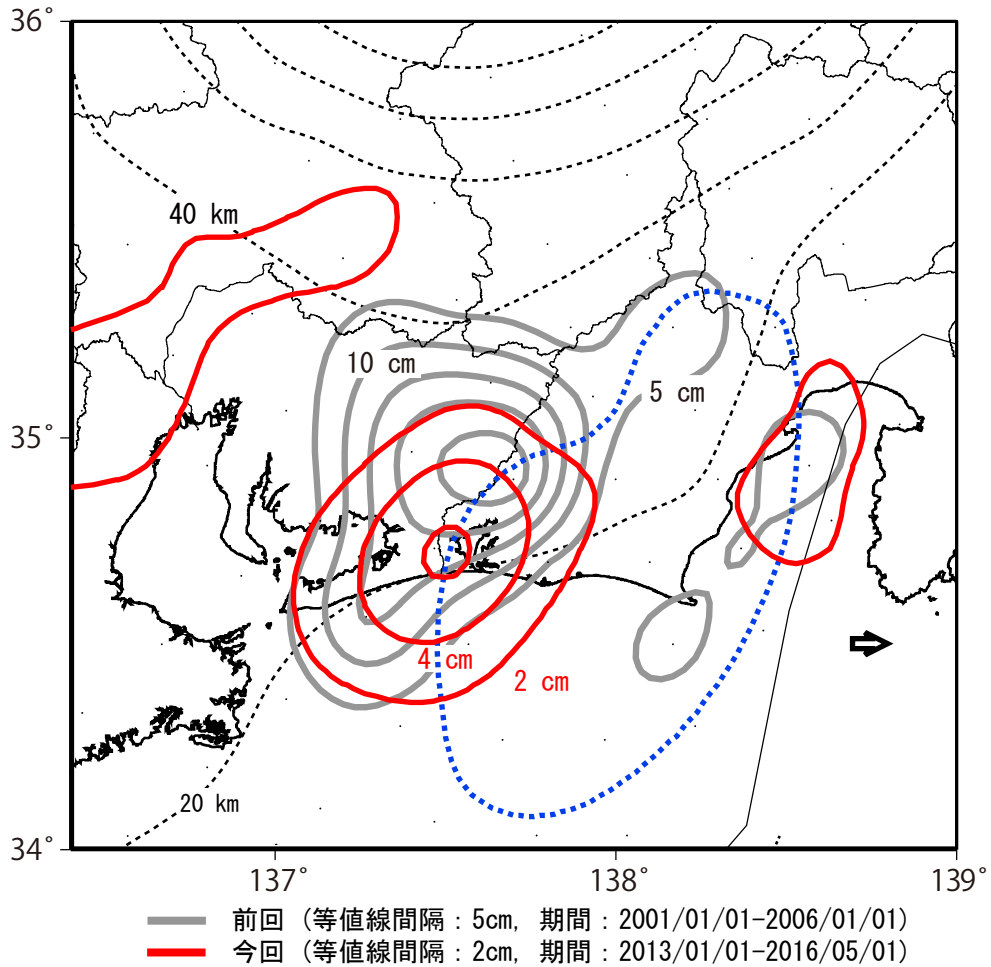 36°
40 km
10 cm
5 cm
35°
4 cm
2 cm
20 km
34°
137°
138°
139°
前回 (等値線間隔：5cm, 期間：2001/01/01-2006/01/01)
今回 (等値線間隔：2cm, 期間：2013/01/01-2016/05/01)